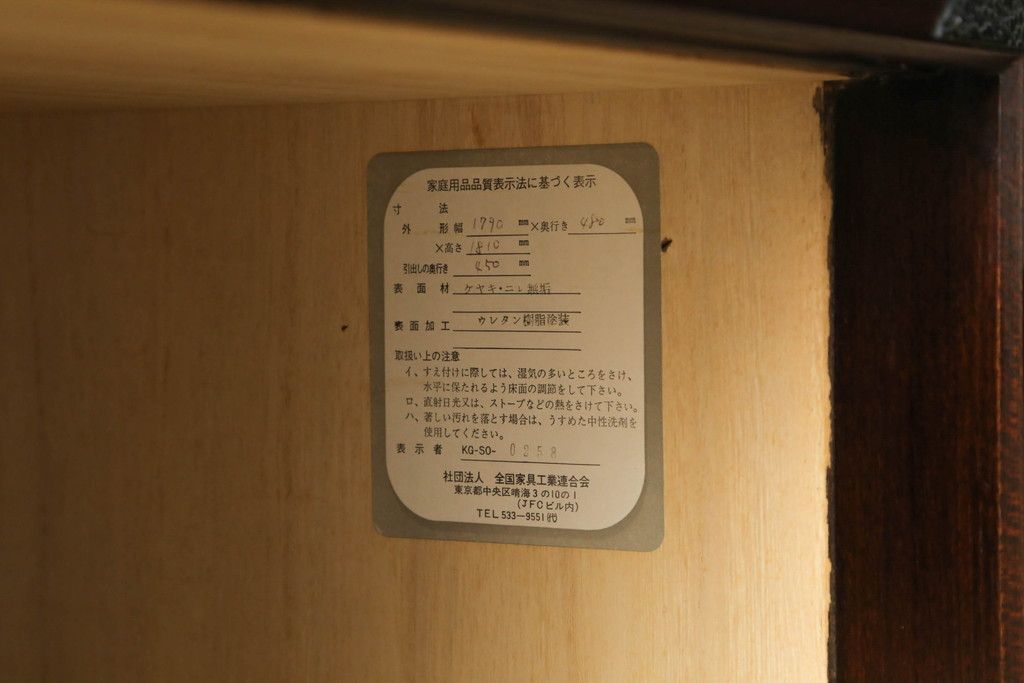 家庭用品品質表示法に基づく表示
寸法
外形幅 1790 mm×奥行き 480 mm
×高さ 1810 mm
引出しの奥行き 450 mm
表面材 ケヤキ・ニレ無垢
表面加工 ウレタン樹脂塗装
取扱い上の注意
イ、すえ付けに際しては、湿気の多いところをさけ、
水平に保たれるよう床面の調節をして下さい。
ロ、直射日光又は、ストーブなどの熱をさけて下さい。
ハ、著しい汚れを落とす場合は、うすめた中性洗剤を
使用してください。
表示者 KG-SO- 0258
社団法人 全国家具工業連合会
東京都中央区晴海3の10の1
(JFCビル内)
TEL 533-9551㈹